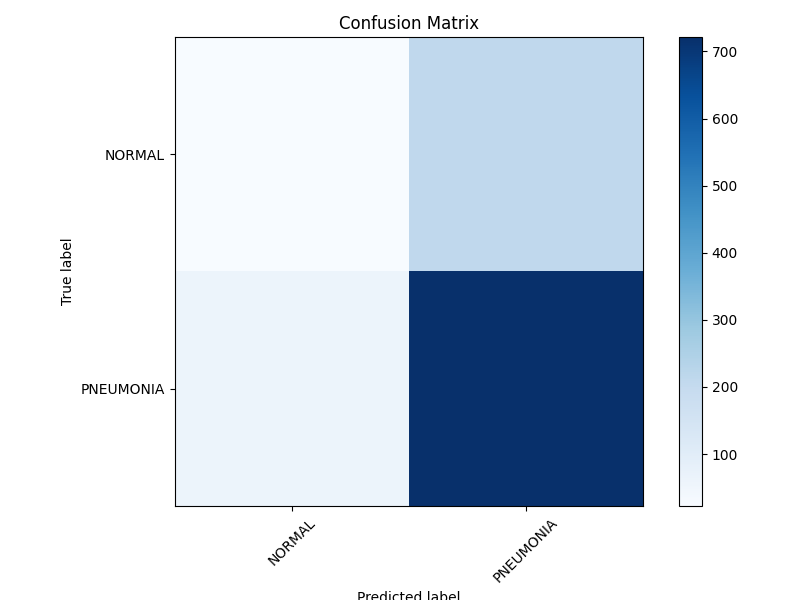 Confusion Matrix
True label
NORMAL
PNEUMONIA
NORMAL
PNEUMONIA
Predicted label
700
600
500
400
300
200
100